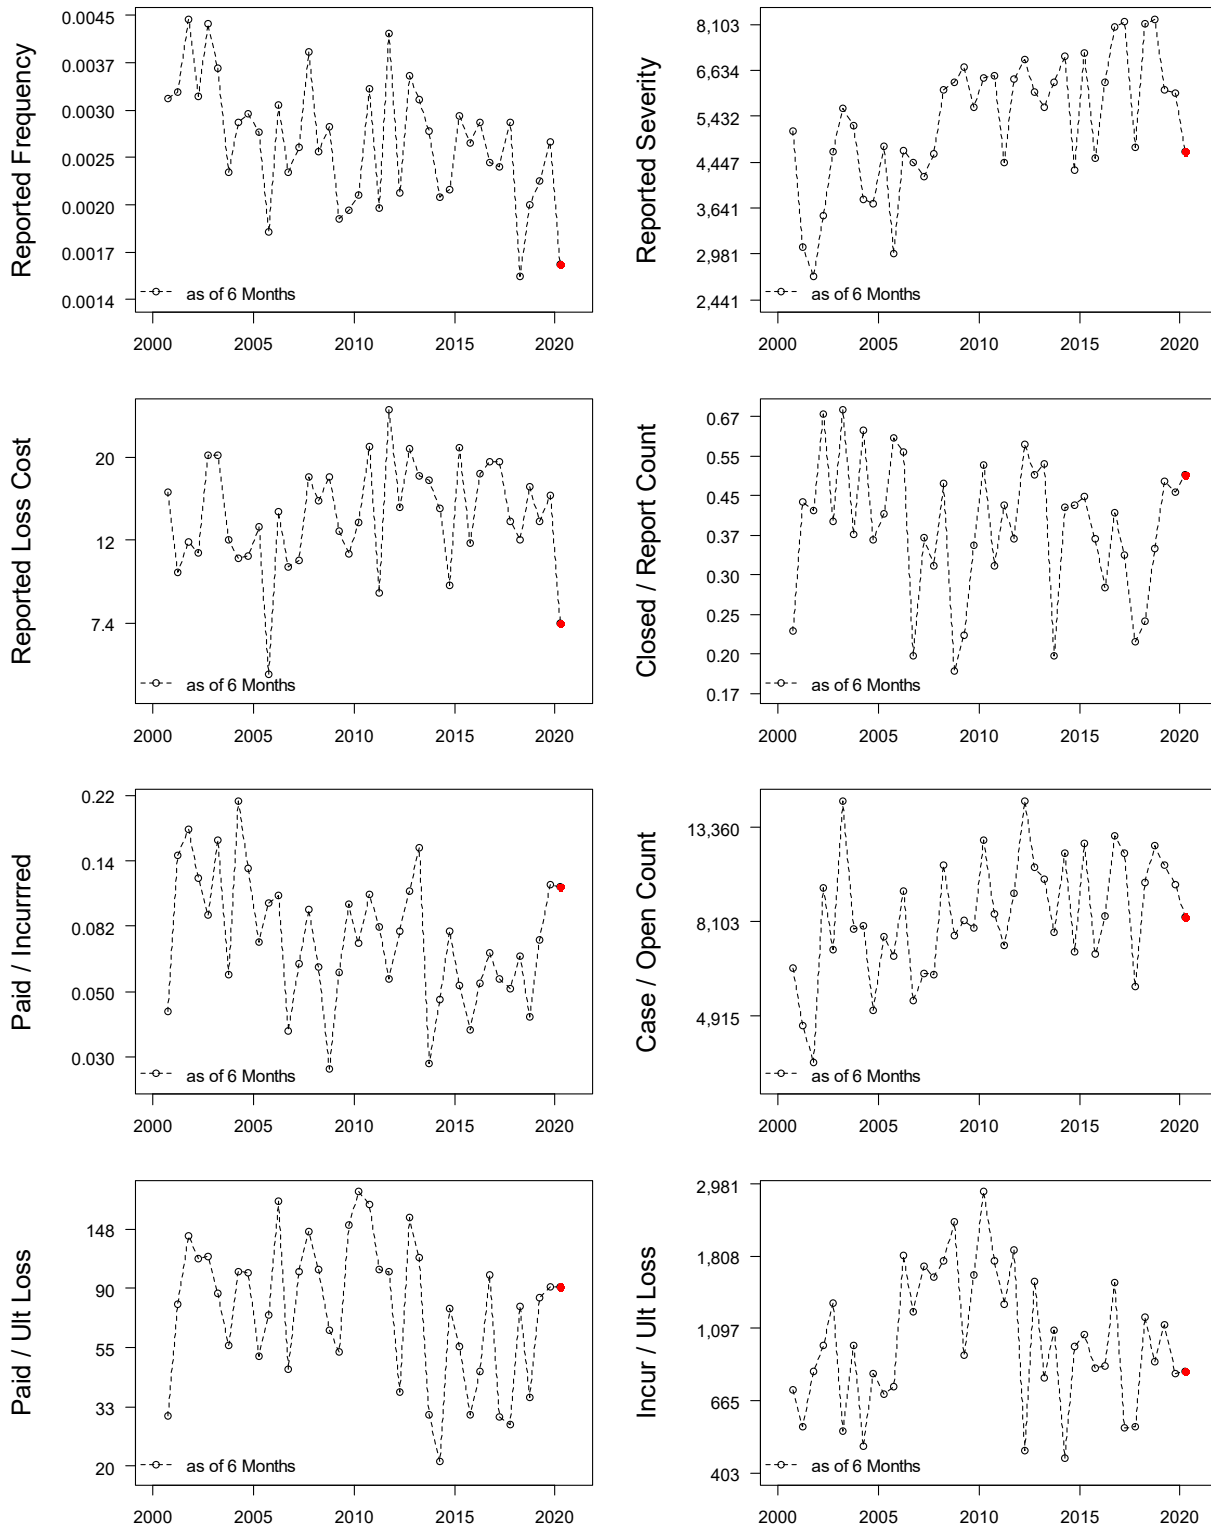 Reported Frequency
0.0045
0.0037
0.0030
0.0025
0.0020
0.0017
0.0014
as of 6 Months
2000 2005 2010 2015 2020
Reported Severity
8,103
6,634
5,432
4,447
3,641
2,981
2,441
as of 6 Months
2000 2005 2010 2015 2020
Reported Loss Cost
20
12
7.4
as of 6 Months
2000 2005 2010 2015 2020
Closed / Report Count
0.67
0.55
0.45
0.37
0.30
0.25
0.20
0.17
as of 6 Months
2000 2005 2010 2015 2020
Paid / Incurrred
0.22
0.14
0.082
0.050
0.030
as of 6 Months
2000 2005 2010 2015 2020
Case / Open Count
13,360
8,103
4,915
as of 6 Months
2000 2005 2010 2015 2020
Paid / Ult Loss
148
90
55
33
20
as of 6 Months
2000 2005 2010 2015 2020
Incur / Ult Loss
2,981
1,808
1,097
665
403
as of 6 Months
2000 2005 2010 2015 2020